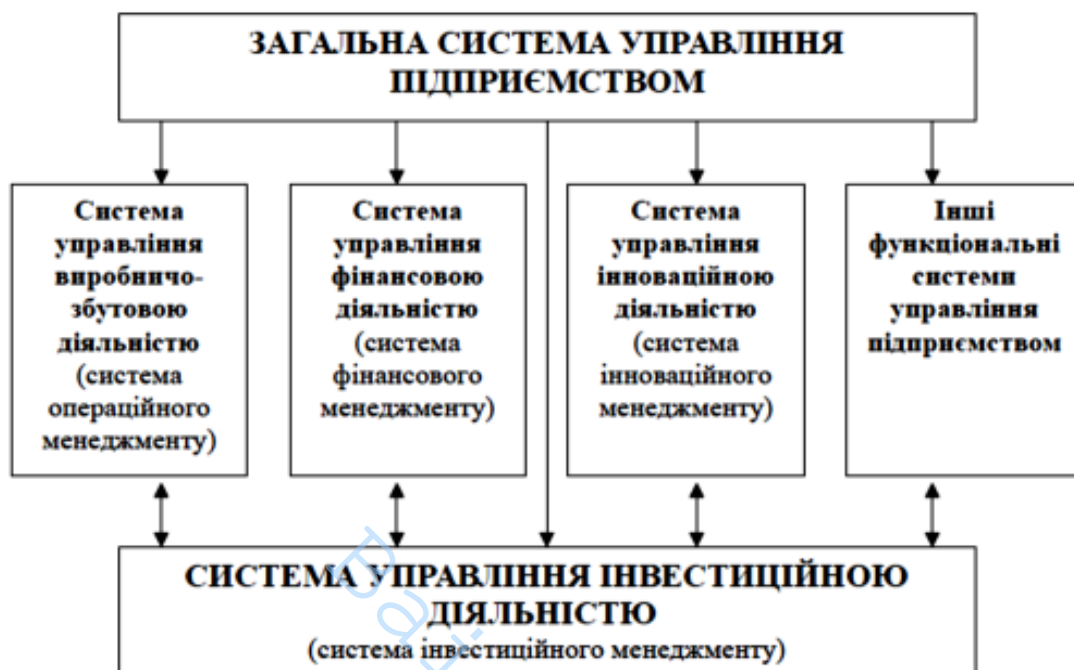 ЗАГАЛЬНА СИСТЕМА УПРАВЛІННЯ
ПІДПРИЄМСТВОМ
Система
управління
виробничо-
збутовою
діяльністю
(система
операційного
менеджменту)
Система
управління
фінансовою
діяльністю
(система
фінансового
менеджменту)
Система
управління
інноваційною
діяльністю
(система
інноваційного
менеджменту)
Інші
функціональні
системи
управління
підприємством
СИСТЕМА УПРАВЛІННЯ ІНВЕСТИЦІЙНОЮ
ДІЯЛЬНІСТЮ
(система інвестиційного менеджменту)